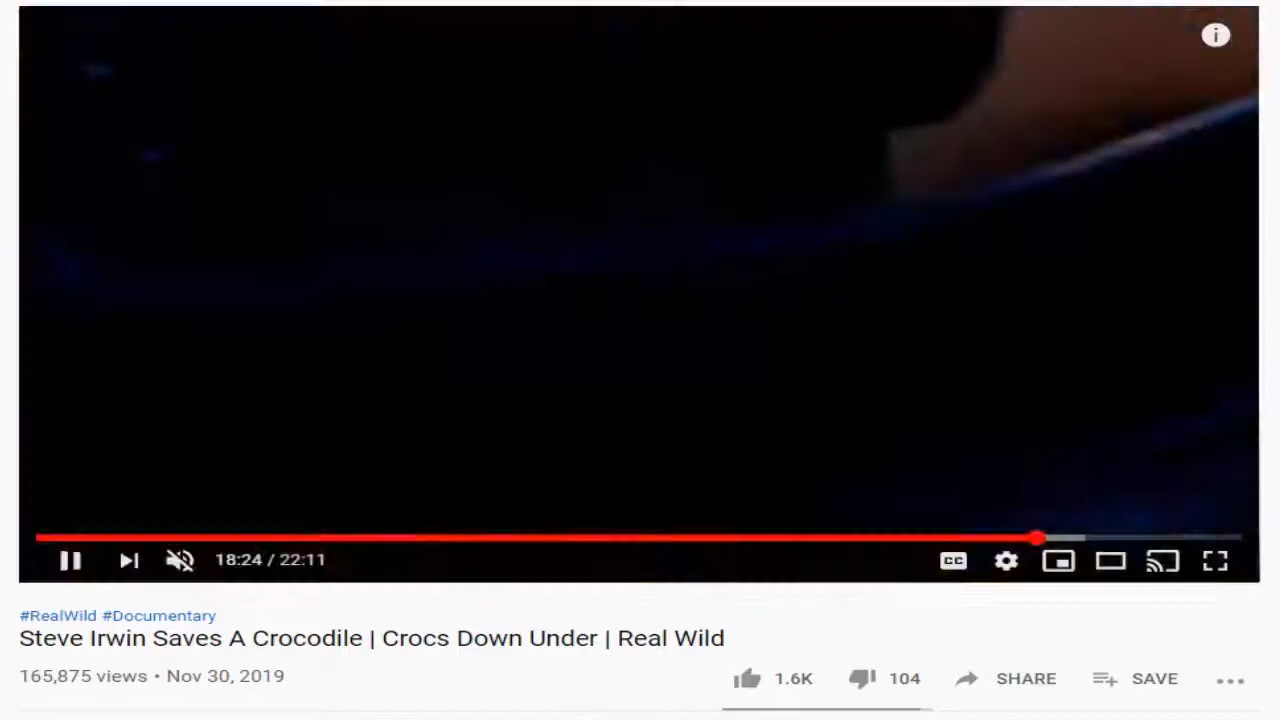 i
18:24 / 22:11
CC
#RealWild #Documentary
Steve Irwin Saves A Crocodile | Crocs Down Under | Real Wild
165,875 views • Nov 30, 2019
1.6K 104 SHARE SAVE